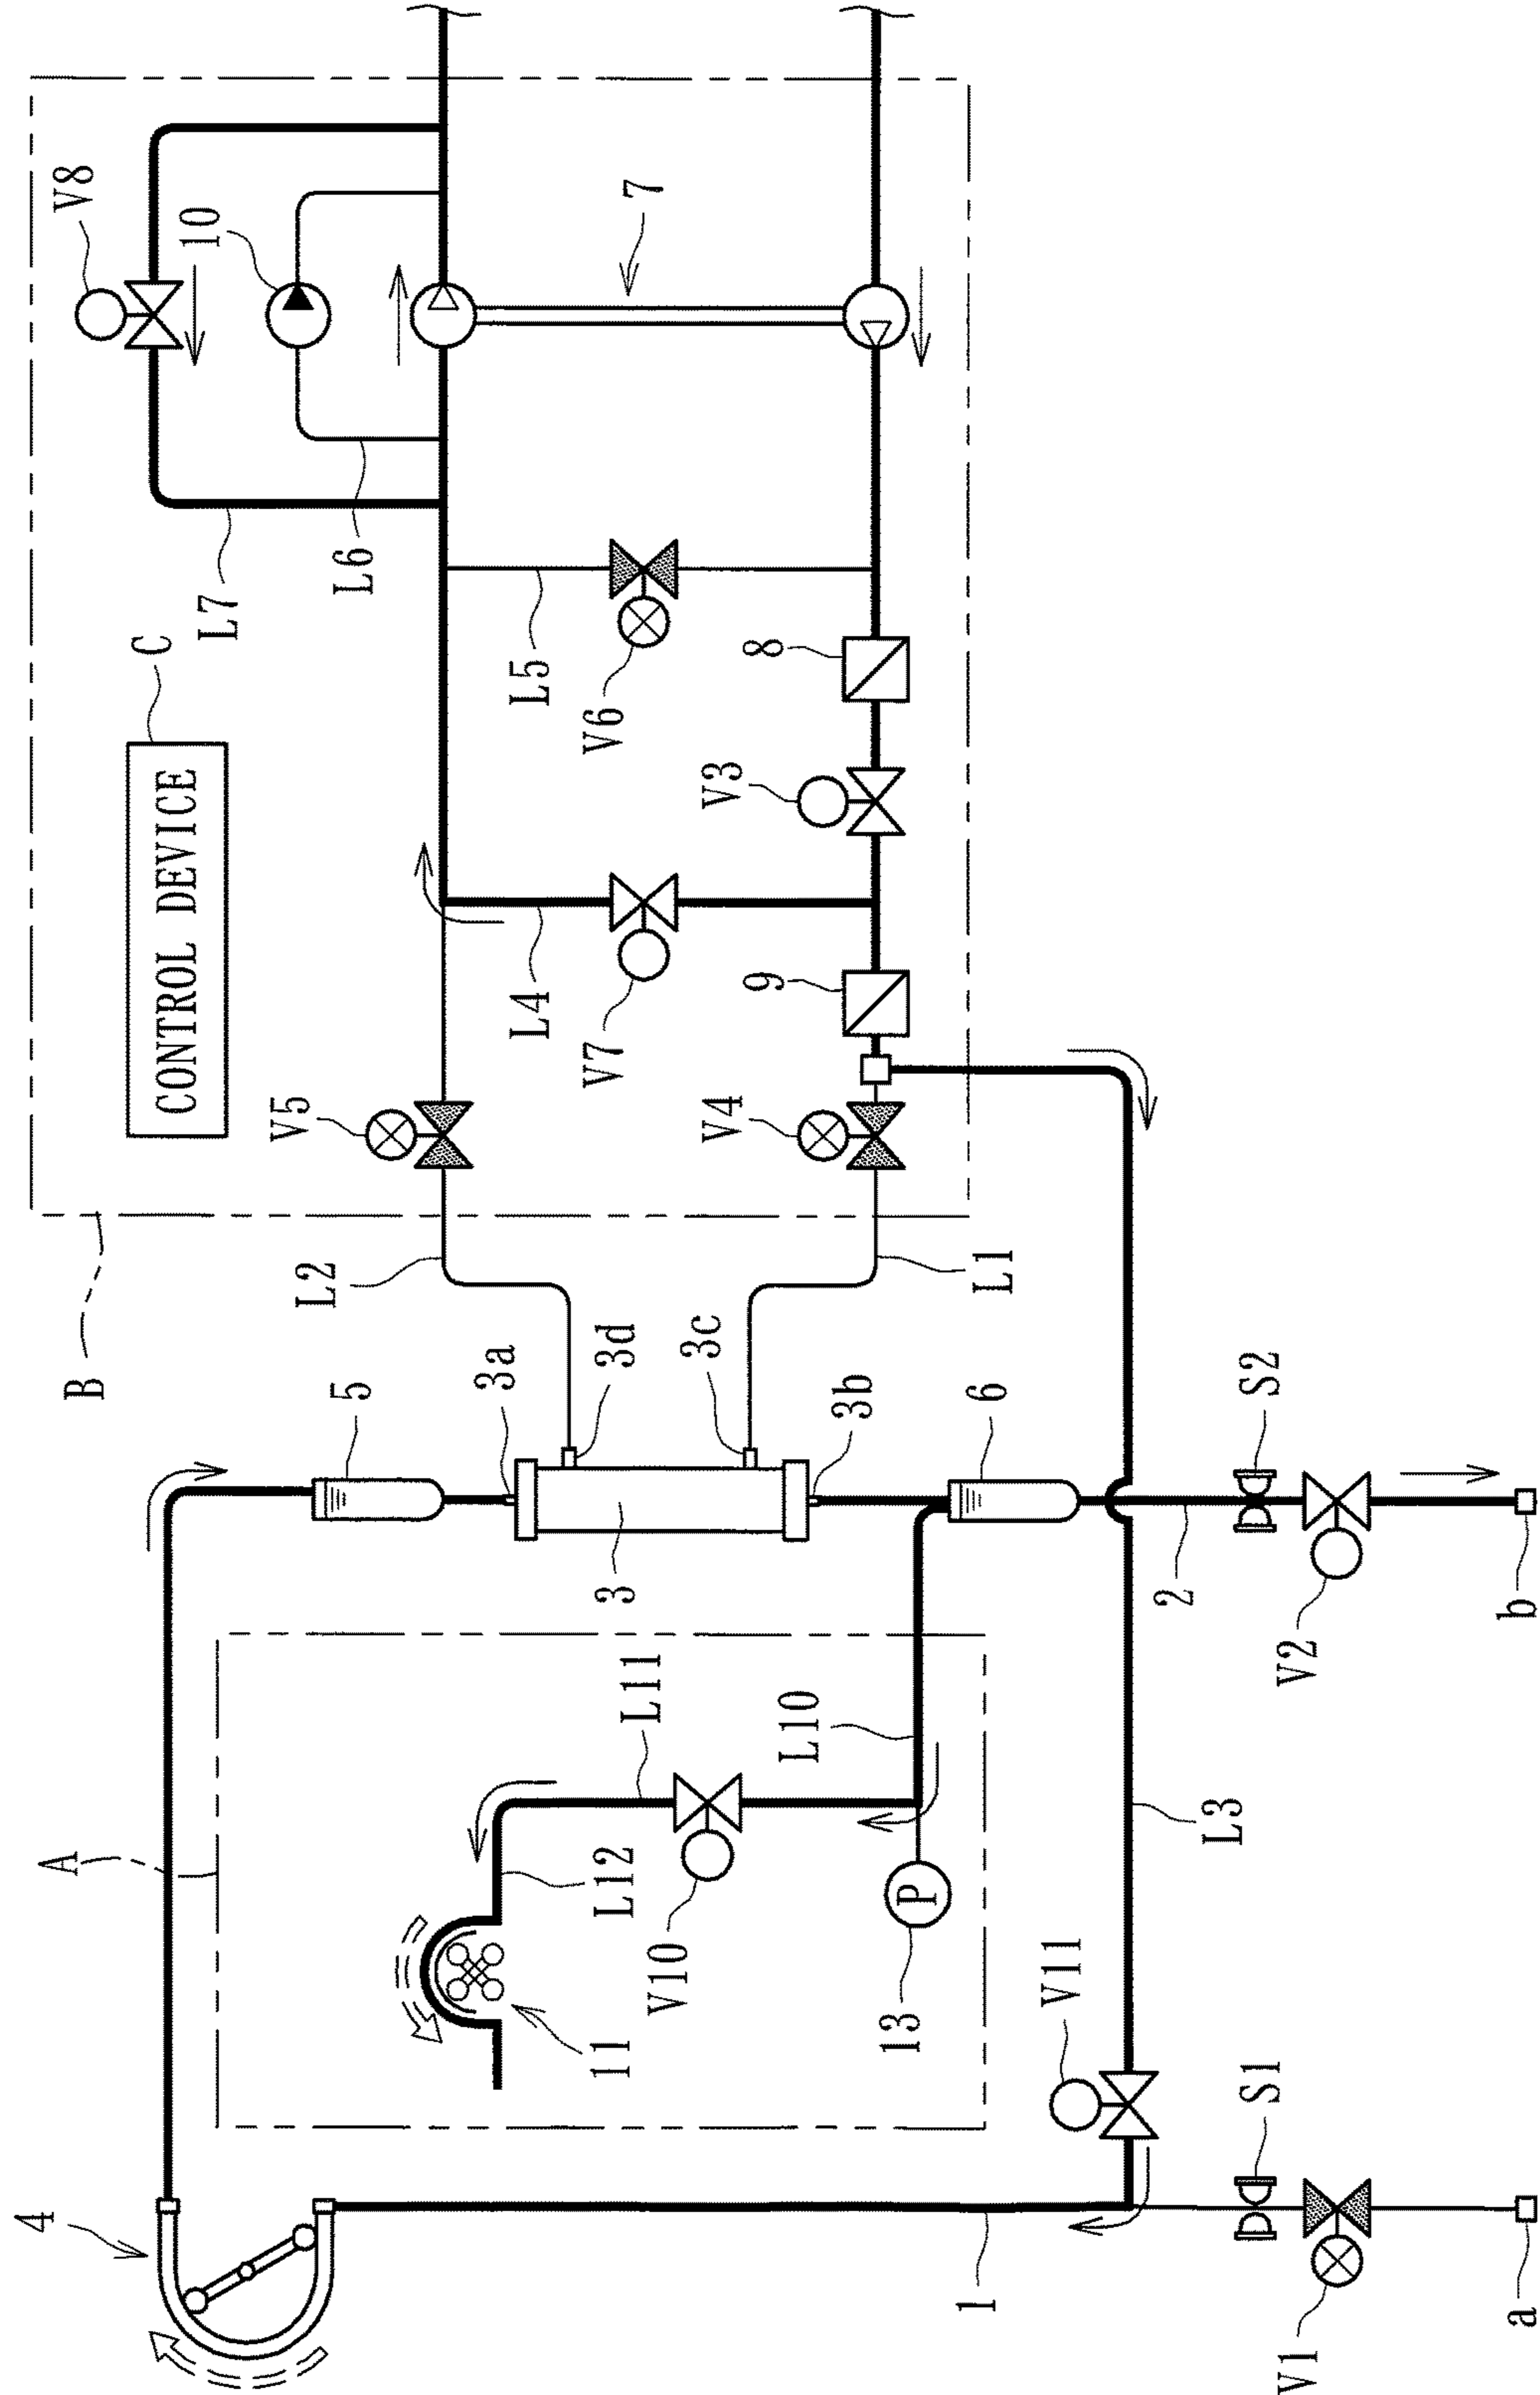 4
A
B
C
CONTROL DEVICE
V8
10
L7
L6
7
L5
V6
8
V3
L4
V7
9
V5
V4
L2
L1
5
3a
3d
3c
3b
3
6
S2
2
V2
b
L11
L10
L12
V10
P
13
11
L3
V11
S1
1
V1
a